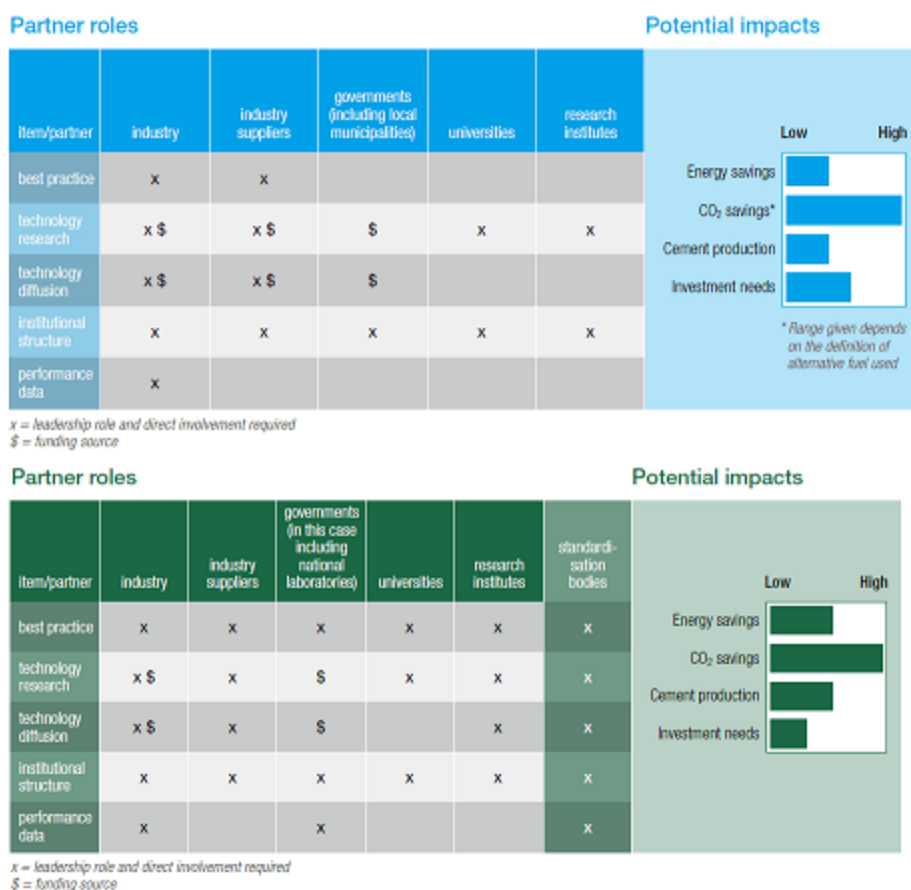 Partner roles
Potential impacts
item/partner
industry
industry
suppliers
governments
(including local
municipalities)
universities
research
institutes
best practice
x
x
technology
research
x $
x $
$
x
x
technology
diffusion
x $
x $
$
institutional
structure
x
x
x
x
x
performance
data
x
Low
High
Energy savings
CO₂ savings*
Cement production
Investment needs
* Range given depends
on the definition of
alternative fuel used
x = leadership role and direct involvement required
$ = funding source
Partner roles
Potential impacts
item/partner
industry
industry
suppliers
governments
(in this case
including
national
laboratories)
universities
research
institutes
standardi-
sation
bodies
best practice
x
x
x
x
x
x
technology
research
x $
x
$
x
x
x
technology
diffusion
x $
x
$
x
x
institutional
structure
x
x
x
x
x
x
performance
data
x
x
x
Low
High
Energy savings
CO₂ savings
Cement production
Investment needs
x = leadership role and direct involvement required
$ = funding source